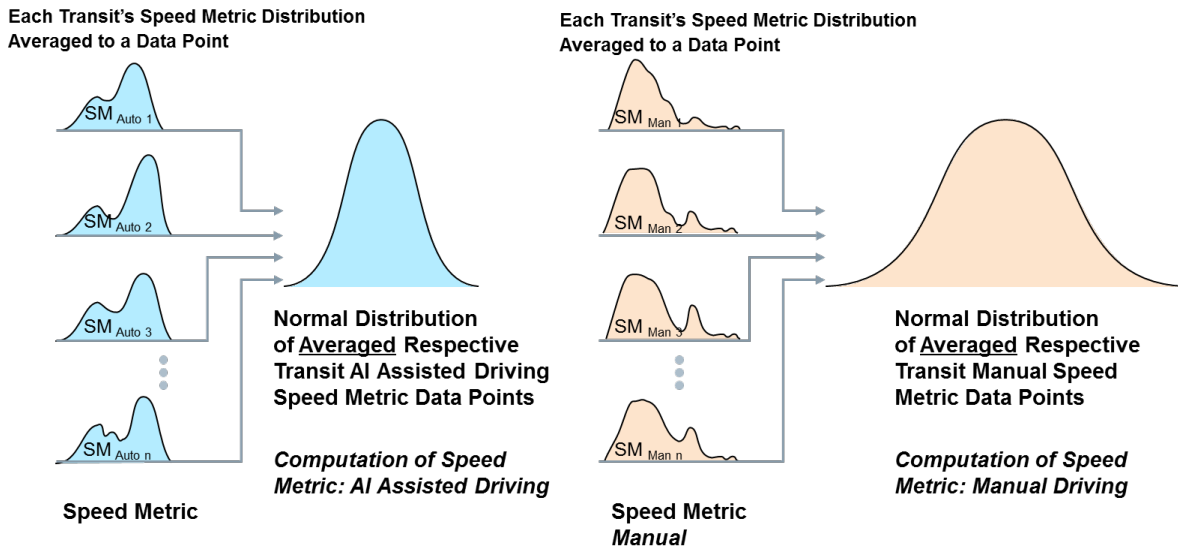 Each Transit's Speed Metric Distribution
Averaged to a Data Point
SM Auto 1
SM Auto 2
SM Auto 3
SM Auto n
Speed Metric
Normal Distribution
of Averaged Respective
Transit AI Assisted Driving
Speed Metric Data Points
Computation of Speed
Metric: AI Assisted Driving
Each Transit's Speed Metric Distribution
Averaged to a Data Point
SM Man 1
SM Man 2
SM Man 3
SM Man n
Speed Metric
Manual
Normal Distribution
of Averaged Respective
Transit Manual Speed
Metric Data Points
Computation of Speed
Metric: Manual Driving